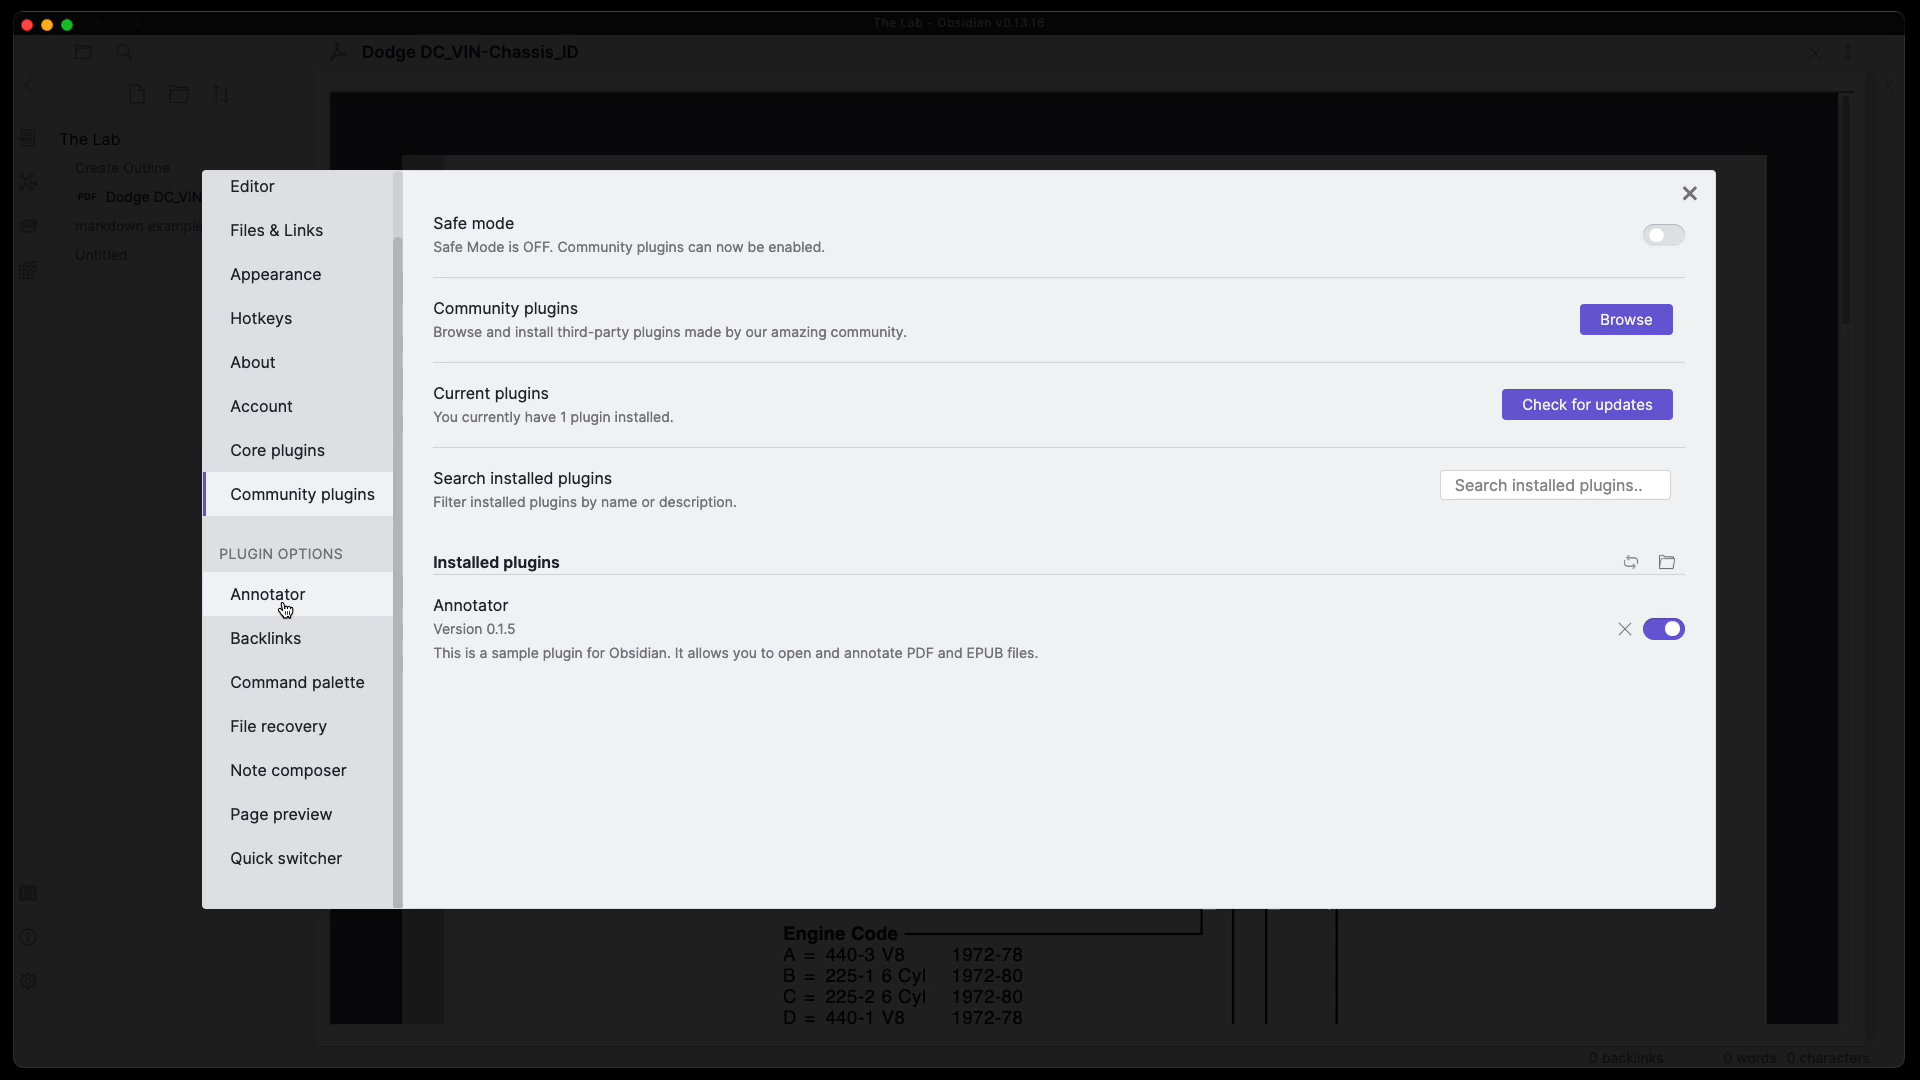 The Lab - Obsidian v0.13.16
Dodge DC_VIN-Chassis_ID
The Lab
Create Outline
PDF Dodge DC_VIN
markdown example
Untitled
Editor
Files & Links
Appearance
Hotkeys
About
Account
Core plugins
Community plugins
PLUGIN OPTIONS
Annotator
Backlinks
Command palette
File recovery
Note composer
Page preview
Quick switcher
Safe mode
Safe Mode is OFF. Community plugins can now be enabled.
Community plugins
Browse and install third-party plugins made by our amazing community.
Browse
Current plugins
You currently have 1 plugin installed.
Check for updates
Search installed plugins
Filter installed plugins by name or description.
Search installed plugins..
Installed plugins
Annotator
Version 0.1.5
This is a sample plugin for Obsidian. It allows you to open and annotate PDF and EPUB files.
Engine Code
A = 440-3 V8 1972-78
B = 225-1 6 Cyl 1972-80
C = 225-2 6 Cyl 1972-80
D = 440-1 V8 1972-78
0 backlinks
0 words 0 characters